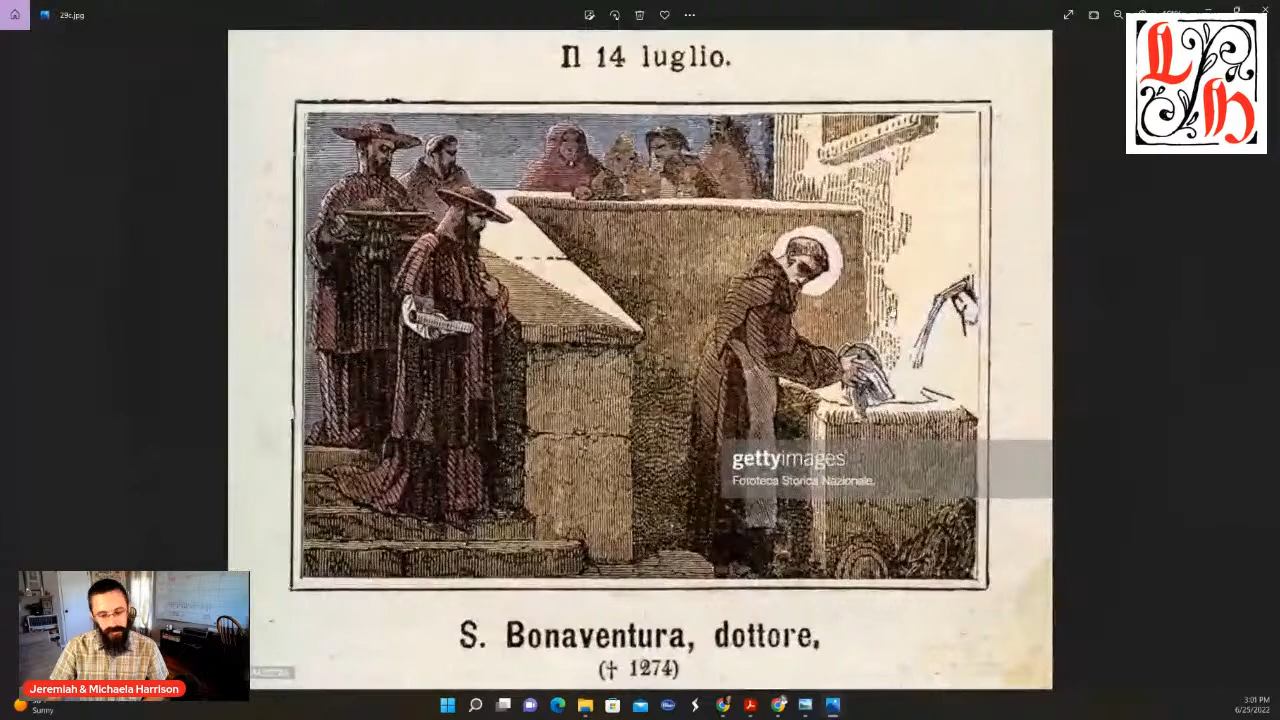 29c.jpg
L H
Il 14 luglio.
gettyimages
Fototeca Storica Nazionale.
S. Bonaventura, dottore,
(† 1274)
Jeremiah & Michaela Harrison
Sunny
3:01 PM
6/25/2022